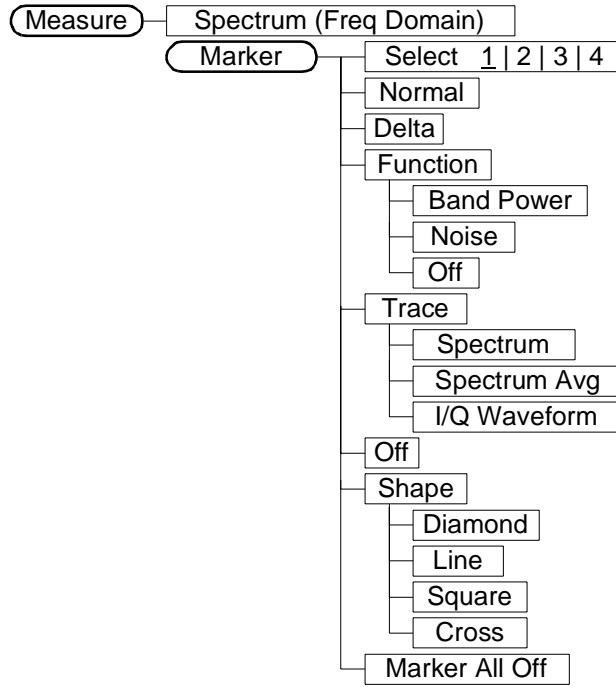 Measure Spectrum (Freq Domain)
Marker Select 1 | 2 | 3 | 4
Normal
Delta
Function
Band Power
Noise
Off
Trace
Spectrum
Spectrum Avg
I/Q Waveform
Off
Shape
Diamond
Line
Square
Cross
Marker All Off